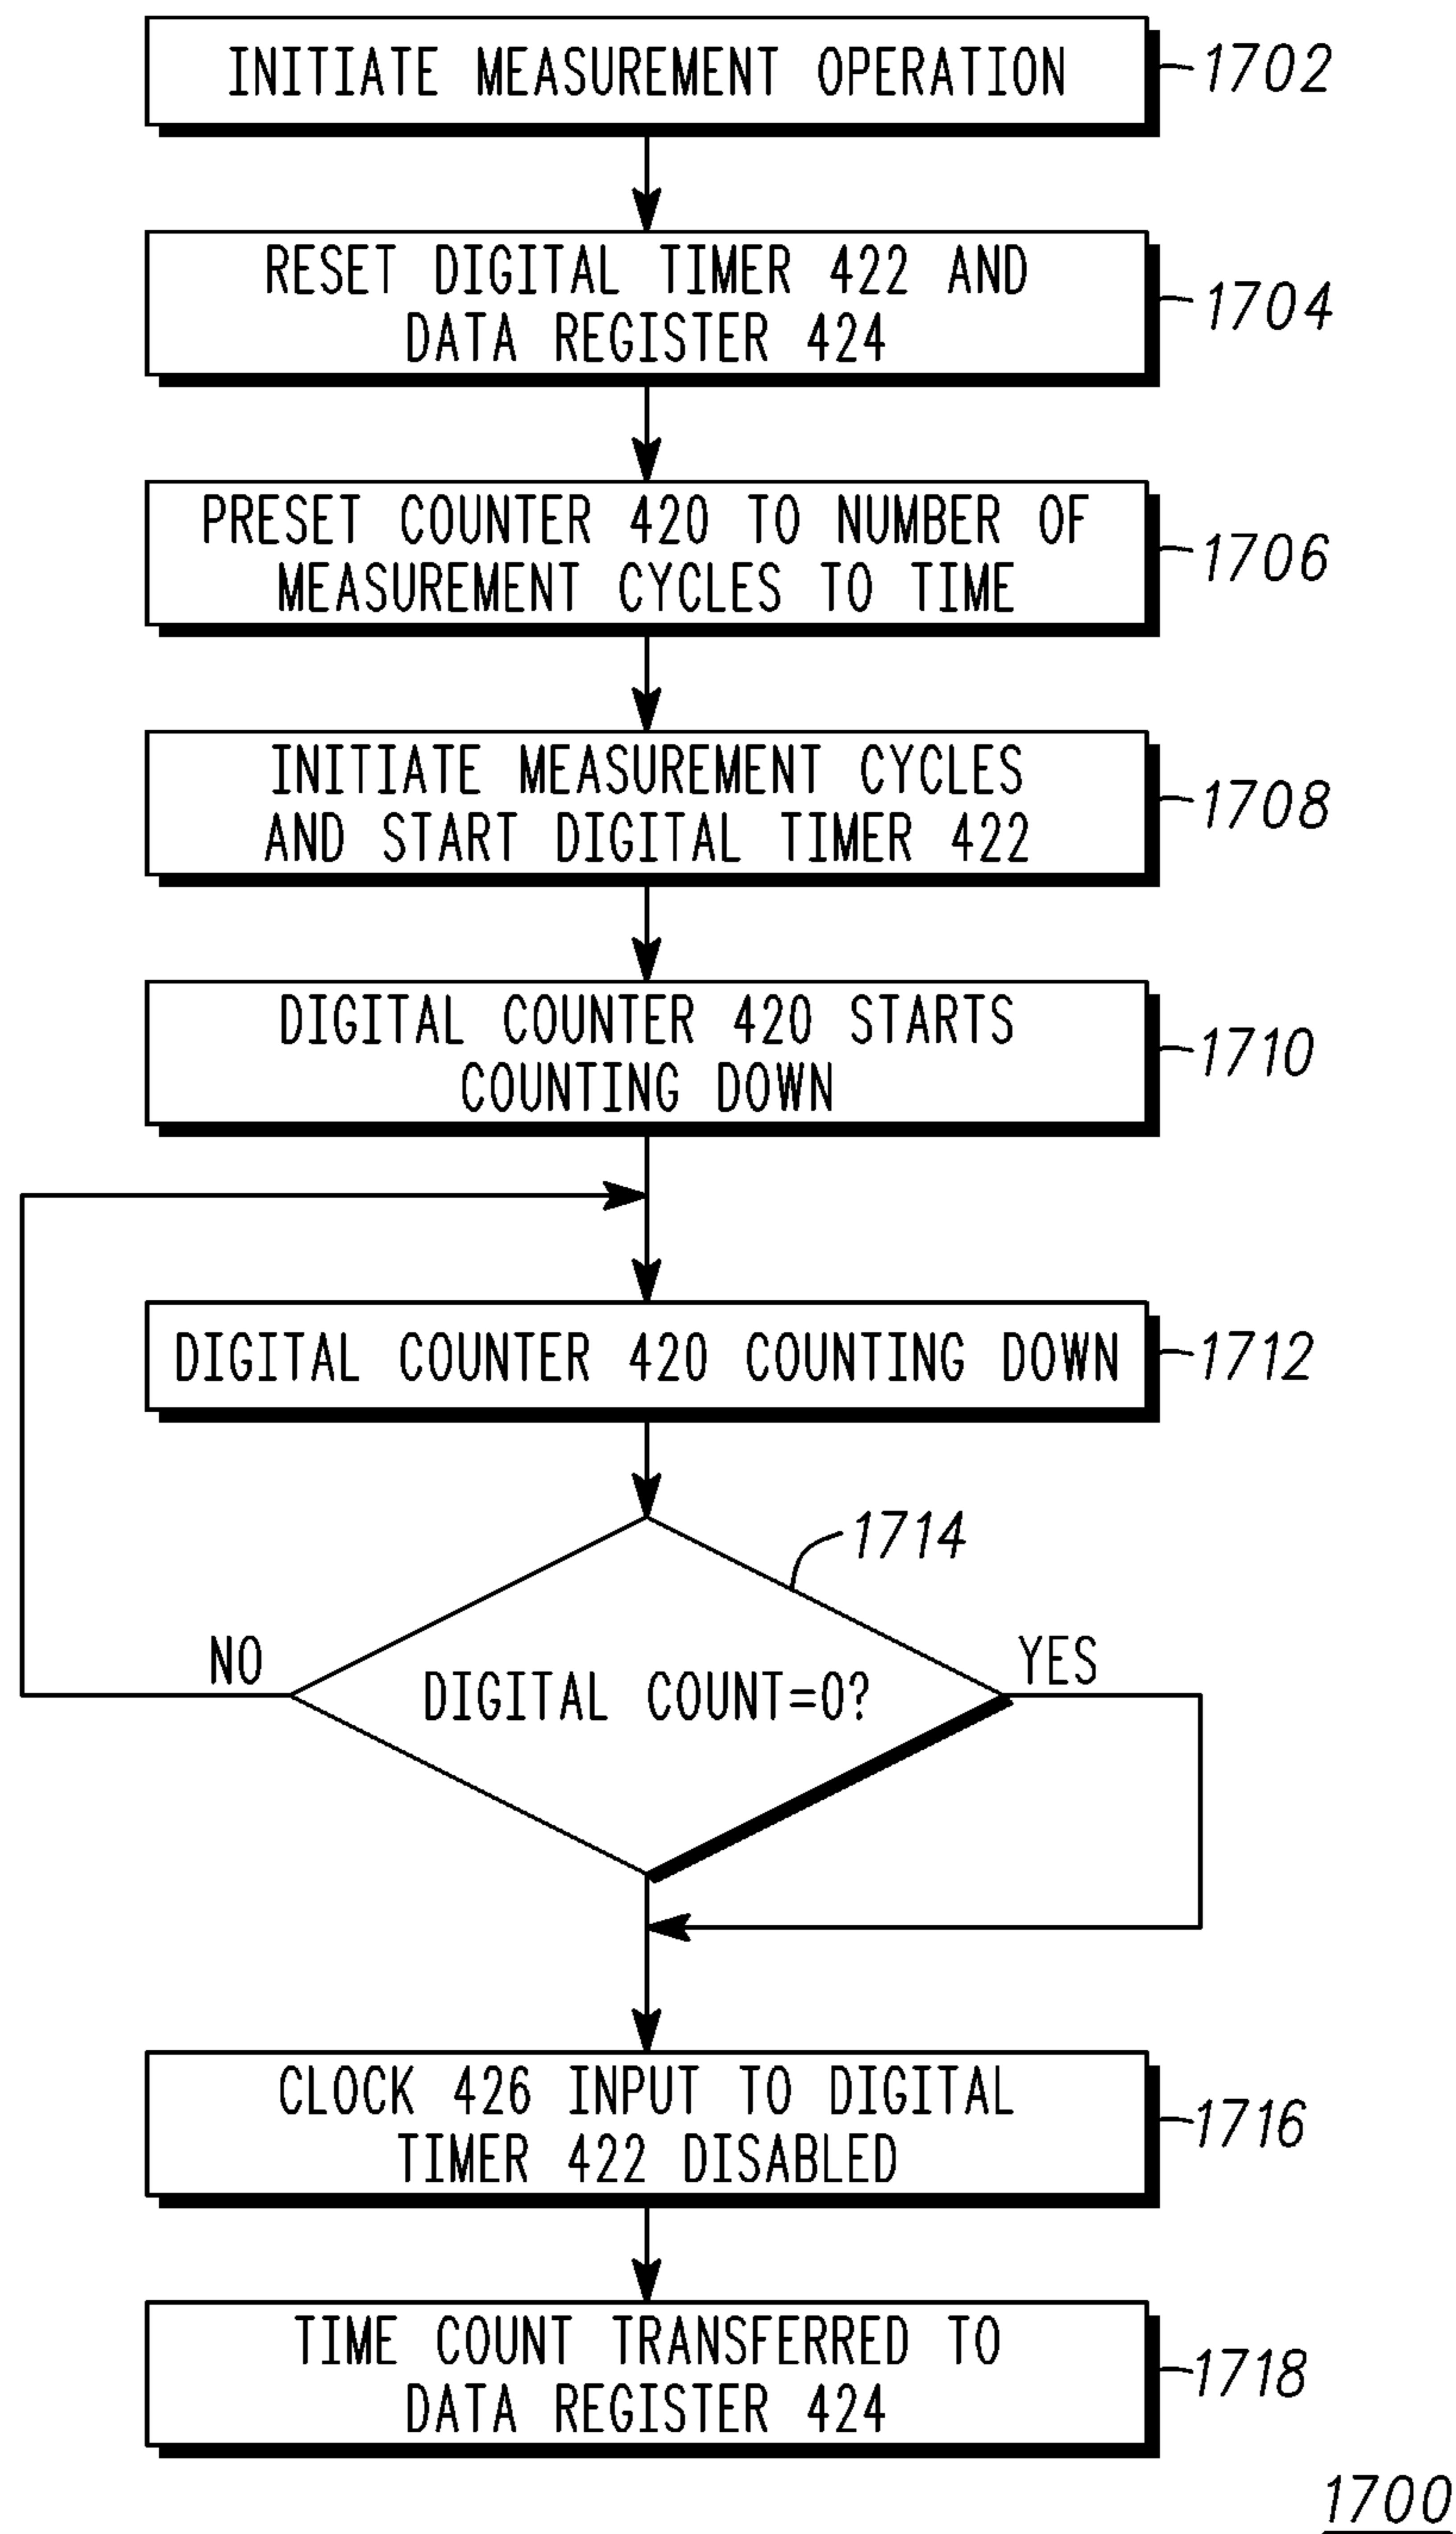 INITIATE MEASUREMENT OPERATION
1702
RESET DIGITAL TIMER 422 AND
DATA REGISTER 424
1704
PRESET COUNTER 420 TO NUMBER OF
MEASUREMENT CYCLES TO TIME
1706
INITIATE MEASUREMENT CYCLES
AND START DIGITAL TIMER 422
1708
DIGITAL COUNTER 420 STARTS
COUNTING DOWN
1710
DIGITAL COUNTER 420 COUNTING DOWN
1712
1714
NO
DIGITAL COUNT=0?
YES
CLOCK 426 INPUT TO DIGITAL
TIMER 422 DISABLED
1716
TIME COUNT TRANSFERRED TO
DATA REGISTER 424
1718
1700